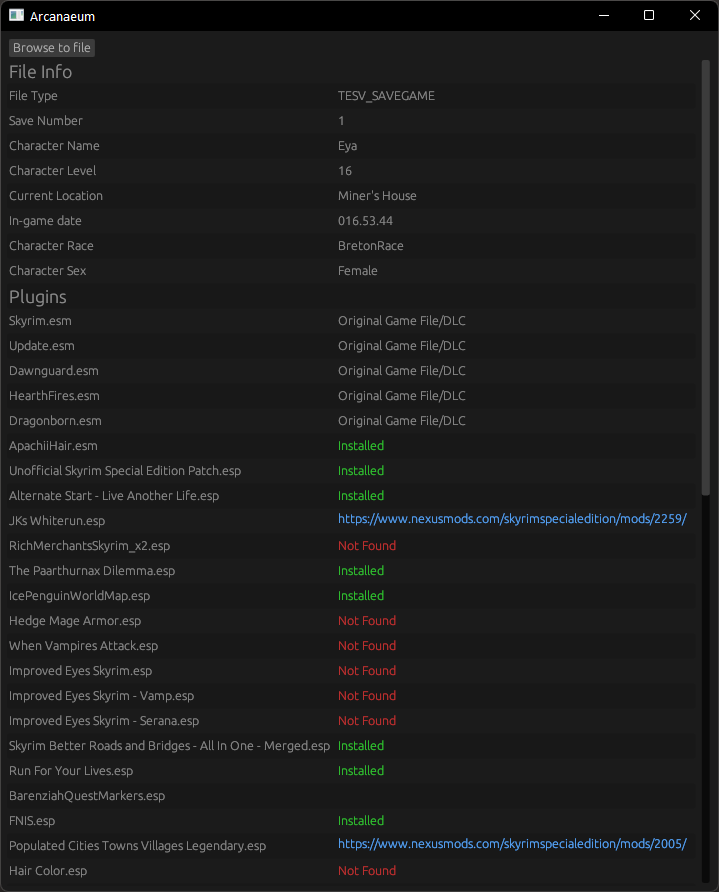 Arcanaeum
Browse to file
File Info
File Type TESV_SAVEGAME
Save Number 1
Character Name Eya
Character Level 16
Current Location Miner's House
In-game date 016.53.44
Character Race BretonRace
Character Sex Female
Plugins
Skyrim.esm Original Game File/DLC
Update.esm Original Game File/DLC
Dawnguard.esm Original Game File/DLC
HearthFires.esm Original Game File/DLC
Dragonborn.esm Original Game File/DLC
ApachiiHair.esm Installed
Unofficial Skyrim Special Edition Patch.esp Installed
Alternate Start - Live Another Life.esp Installed
JKs Whiterun.esp https://www.nexusmods.com/skyrimspecialedition/mods/2259/
RichMerchantsSkyrim_x2.esp Not Found
The Paarthurnax Dilemma.esp Installed
IcePenguinWorldMap.esp Installed
Hedge Mage Armor.esp Not Found
When Vampires Attack.esp Not Found
Improved Eyes Skyrim.esp Not Found
Improved Eyes Skyrim - Vamp.esp Not Found
Improved Eyes Skyrim - Serana.esp Not Found
Skyrim Better Roads and Bridges - All In One - Merged.esp Installed
Run For Your Lives.esp Installed
BarenziahQuestMarkers.esp
FNIS.esp Installed
Populated Cities Towns Villages Legendary.esp https://www.nexusmods.com/skyrimspecialedition/mods/2005/
Hair Color.esp Not Found